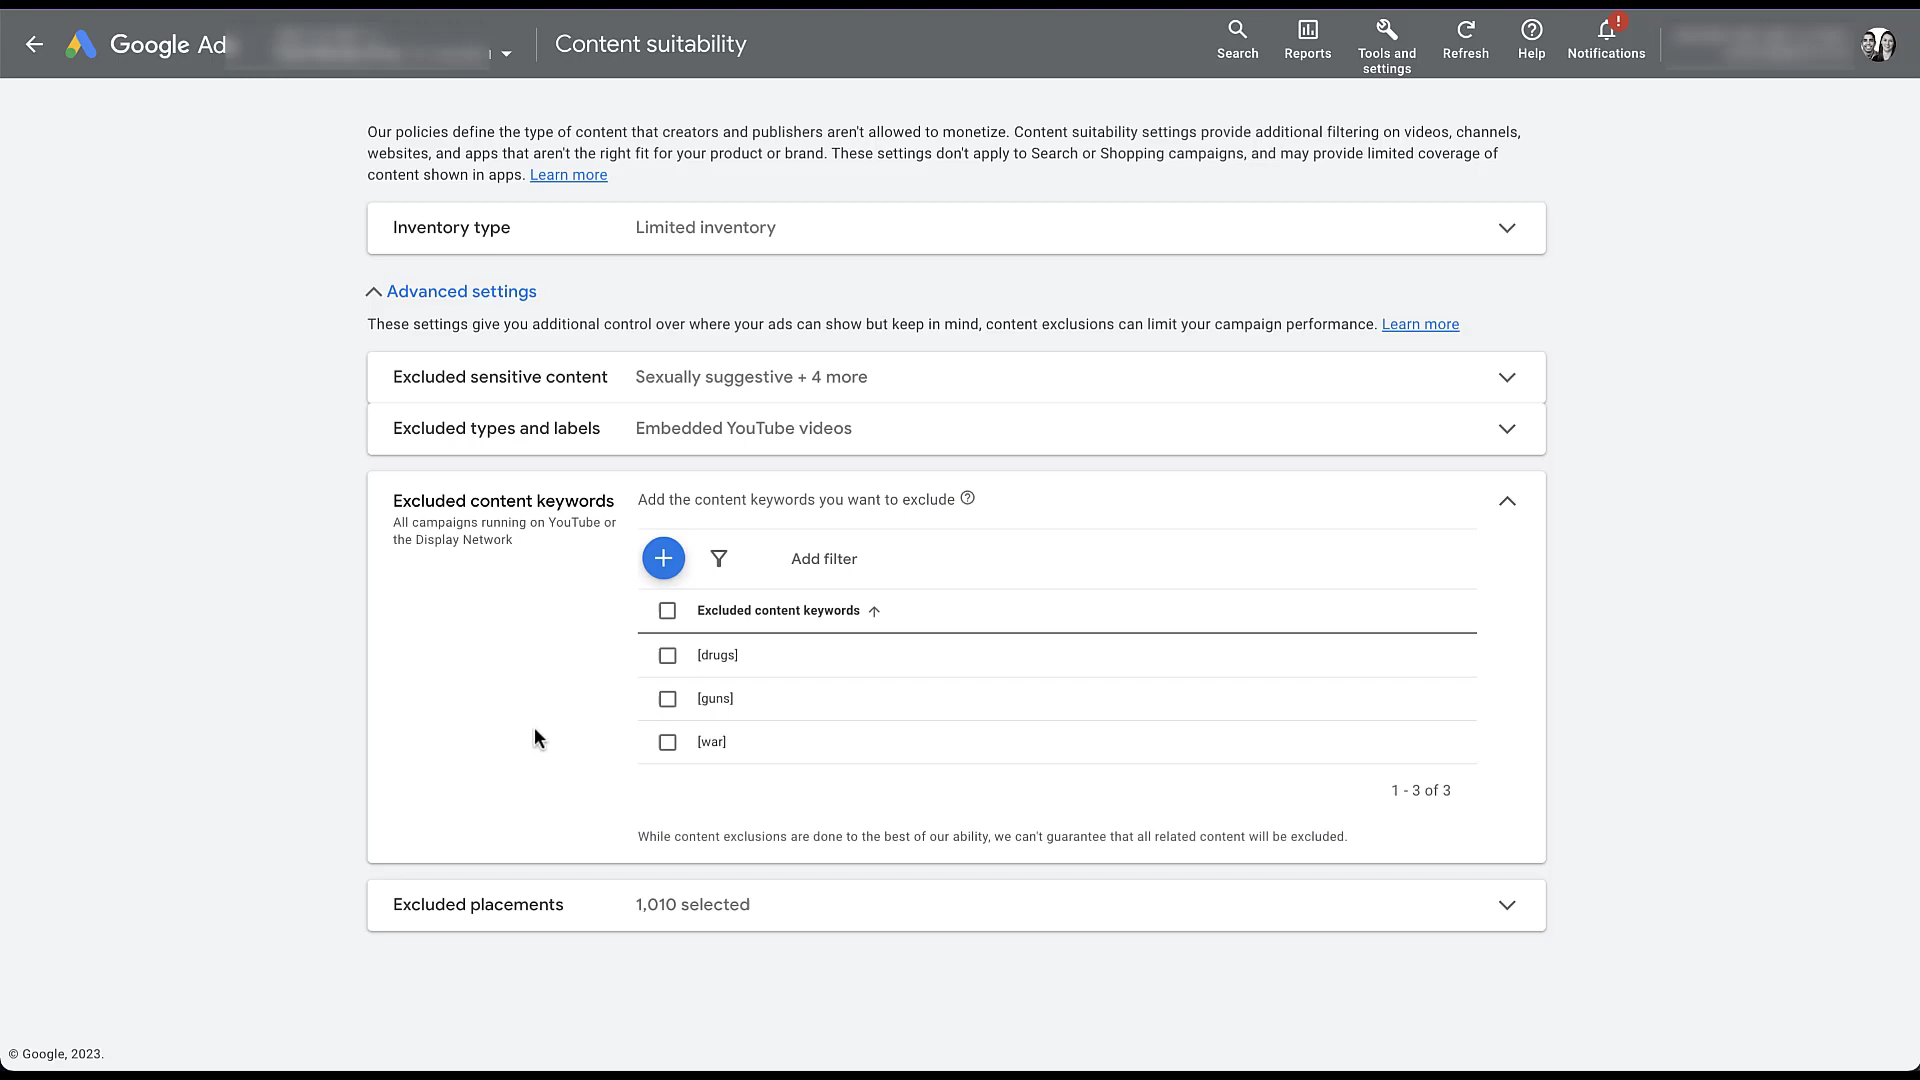 Google Ad
Content suitability
Search
Reports
Tools and
settings
Refresh
Help
Notifications
!
Our policies define the type of content that creators and publishers aren't allowed to monetize. Content suitability settings provide additional filtering on videos, channels,
websites, and apps that aren't the right fit for your product or brand. These settings don't apply to Search or Shopping campaigns, and may provide limited coverage of
content shown in apps. Learn more
Inventory type Limited inventory
Advanced settings
These settings give you additional control over where your ads can show but keep in mind, content exclusions can limit your campaign performance. Learn more
Excluded sensitive content Sexually suggestive + 4 more
Excluded types and labels Embedded YouTube videos
Excluded content keywords
All campaigns running on YouTube or
the Display Network
Add the content keywords you want to exclude
Add filter
Excluded content keywords
[drugs]
[guns]
[war]
1 - 3 of 3
While content exclusions are done to the best of our ability, we can't guarantee that all related content will be excluded.
Excluded placements 1,010 selected
© Google, 2023.